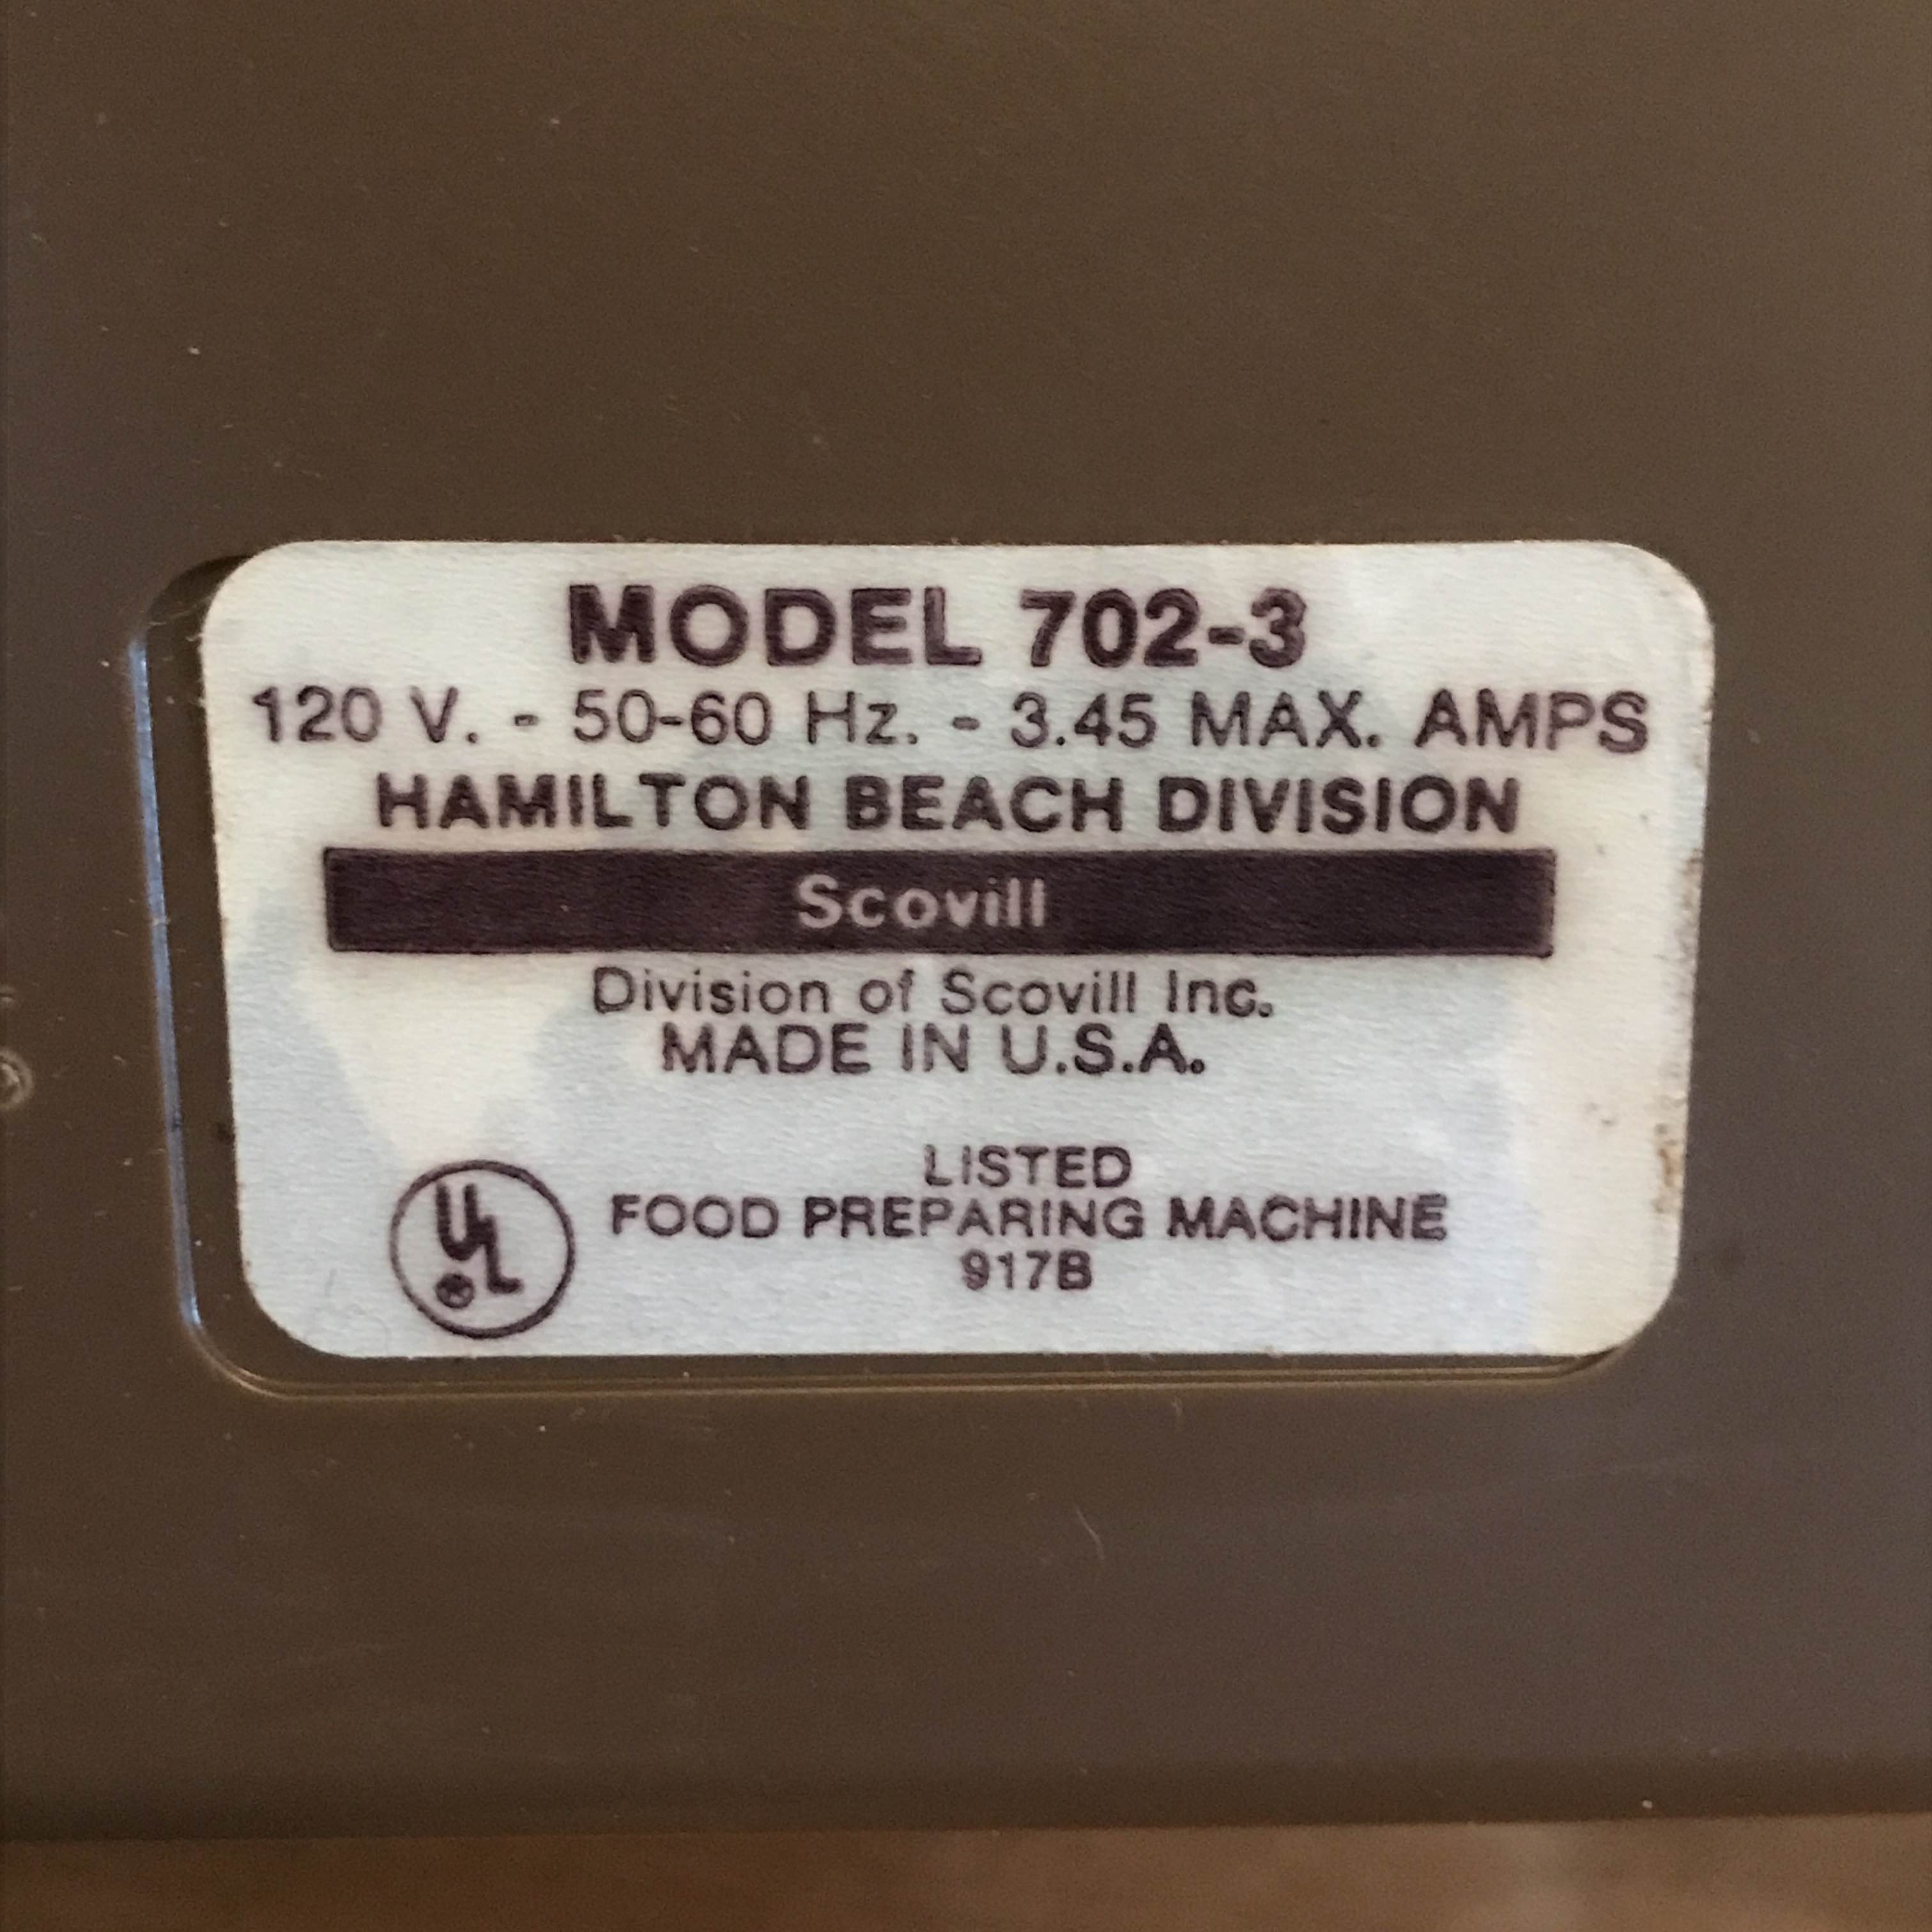 MODEL 702-3
120 V. - 50-60 Hz. - 3.45 MAX. AMPS
HAMILTON BEACH DIVISION
Scovill
Division of Scovill Inc.
MADE IN U.S.A.
UL ®
LISTED
FOOD PREPARING MACHINE
917B